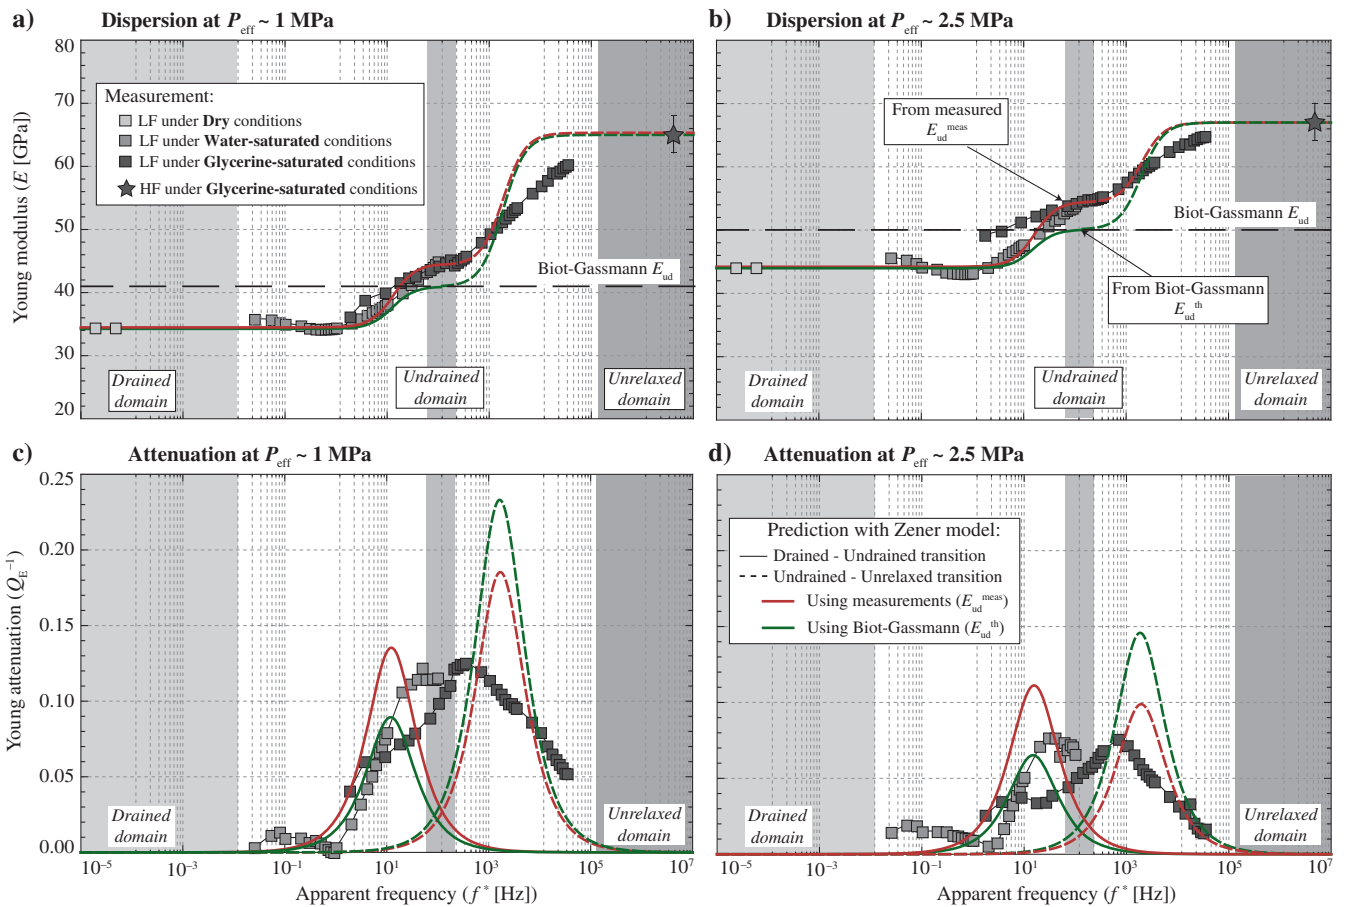 a) Dispersion at P_eff ~ 1 MPa
80
70
60
50
40
30
20
Young modulus (E [GPa])
Measurement:
LF under Dry conditions
LF under Water-saturated conditions
LF under Glycerine-saturated conditions
HF under Glycerine-saturated conditions
Biot-Gassmann E_ud
Drained
domain
Undrained
domain
Unrelaxed
domain
b) Dispersion at P_eff ~ 2.5 MPa
From measured
E_ud^meas
Biot-Gassmann E_ud
From Biot-Gassmann
E_ud^th
Drained
domain
Undrained
domain
Unrelaxed
domain
c) Attenuation at P_eff ~ 1 MPa
0.25
0.20
0.15
0.10
0.05
0.00
Young attenuation (Q_E^−1)
Drained
domain
Unrelaxed
domain
10^−5 10^−3 10^−1 10^1 10^3 10^5 10^7
Apparent frequency (f^* [Hz])
d) Attenuation at P_eff ~ 2.5 MPa
Prediction with Zener model:
Drained - Undrained transition
Undrained - Unrelaxed transition
Using measurements (E_ud^meas)
Using Biot-Gassmann (E_ud^th)
Drained
domain
Unrelaxed
domain
10^−5 10^−3 10^−1 10^1 10^3 10^5 10^7
Apparent frequency (f^* [Hz])